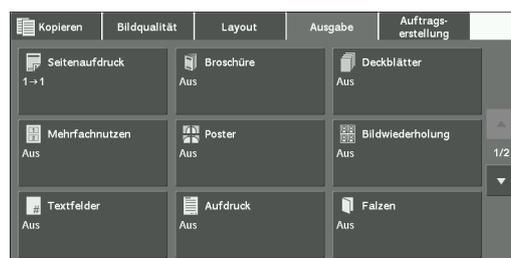 Kopieren
Bildqualität
Layout
Ausgabe
Auftrags-
erstellung
Seitenaufdruck
1→1
Broschüre
Aus
Deckblätter
Aus
Mehrfachnutzen
Aus
Poster
Aus
Bildwiederholung
Aus
1/2
Textfelder
Aus
Aufdruck
Aus
Falzen
Aus